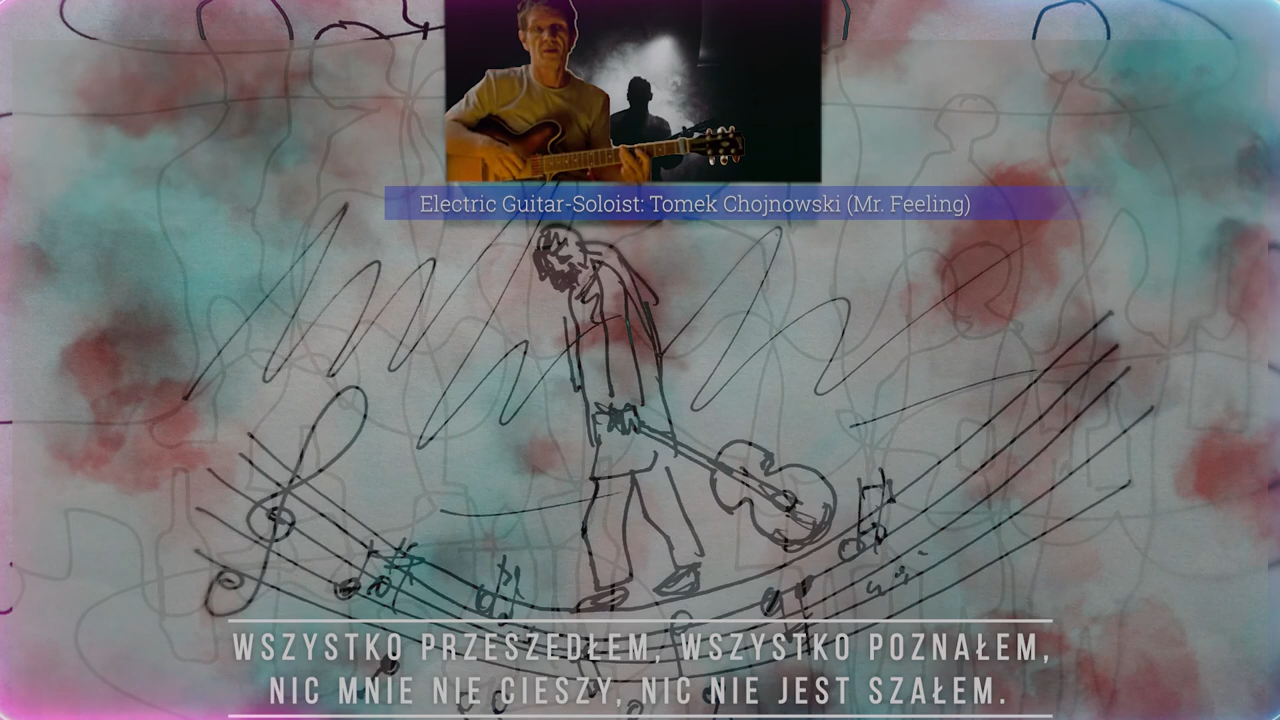 Electric Guitar-Soloist: Tomek Chojnowski (Mr. Feeling)
WSZYSTKO PRZESZEDŁEM, WSZYSTKO POZNAŁEM,
NIC MNIE NIE CIESZY, NIC NIE JEST SZAŁEM.